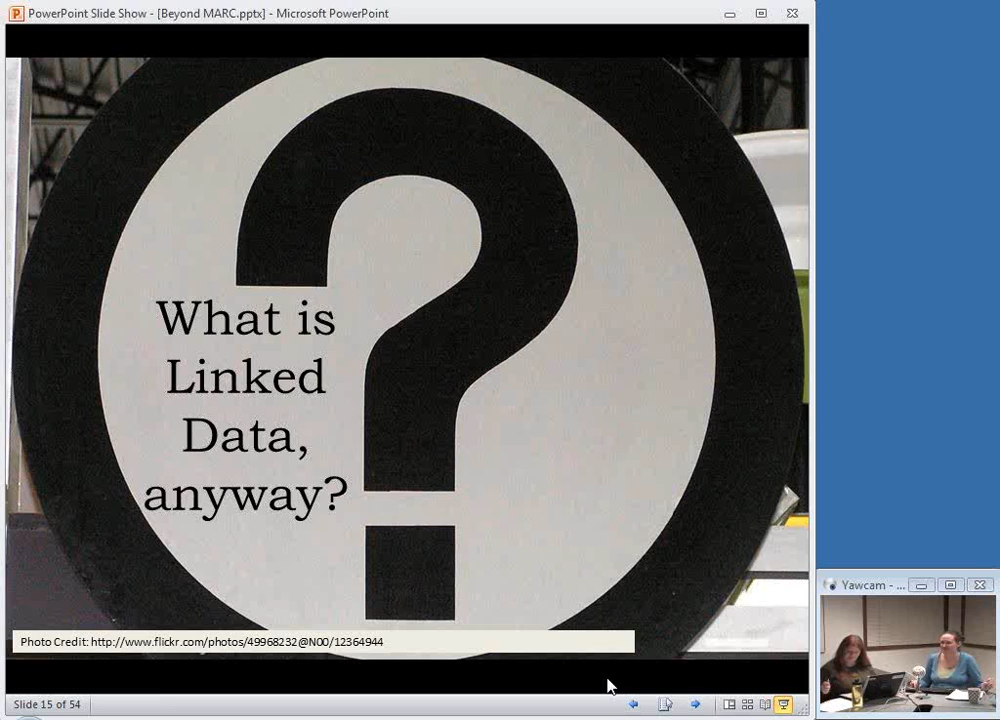 PowerPoint Slide Show - [Beyond MARC.pptx] - Microsoft PowerPoint
?
What is
Linked
Data,
anyway?
Photo Credit: http://www.flickr.com/photos/49968232@N00/12364944
Slide 15 of 54
Yawcam - ...